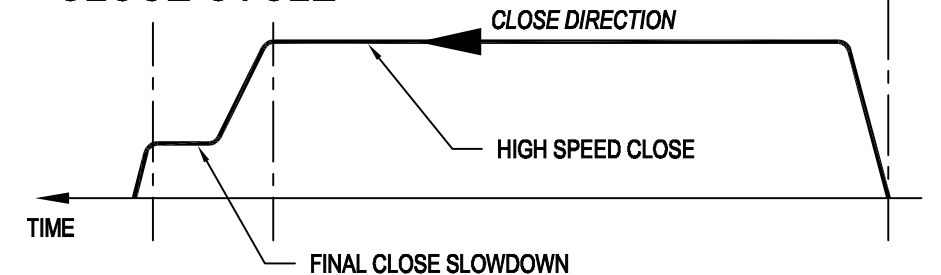 CLOSE DIRECTION
HIGH SPEED CLOSE
TIME
FINAL CLOSE SLOWDOWN